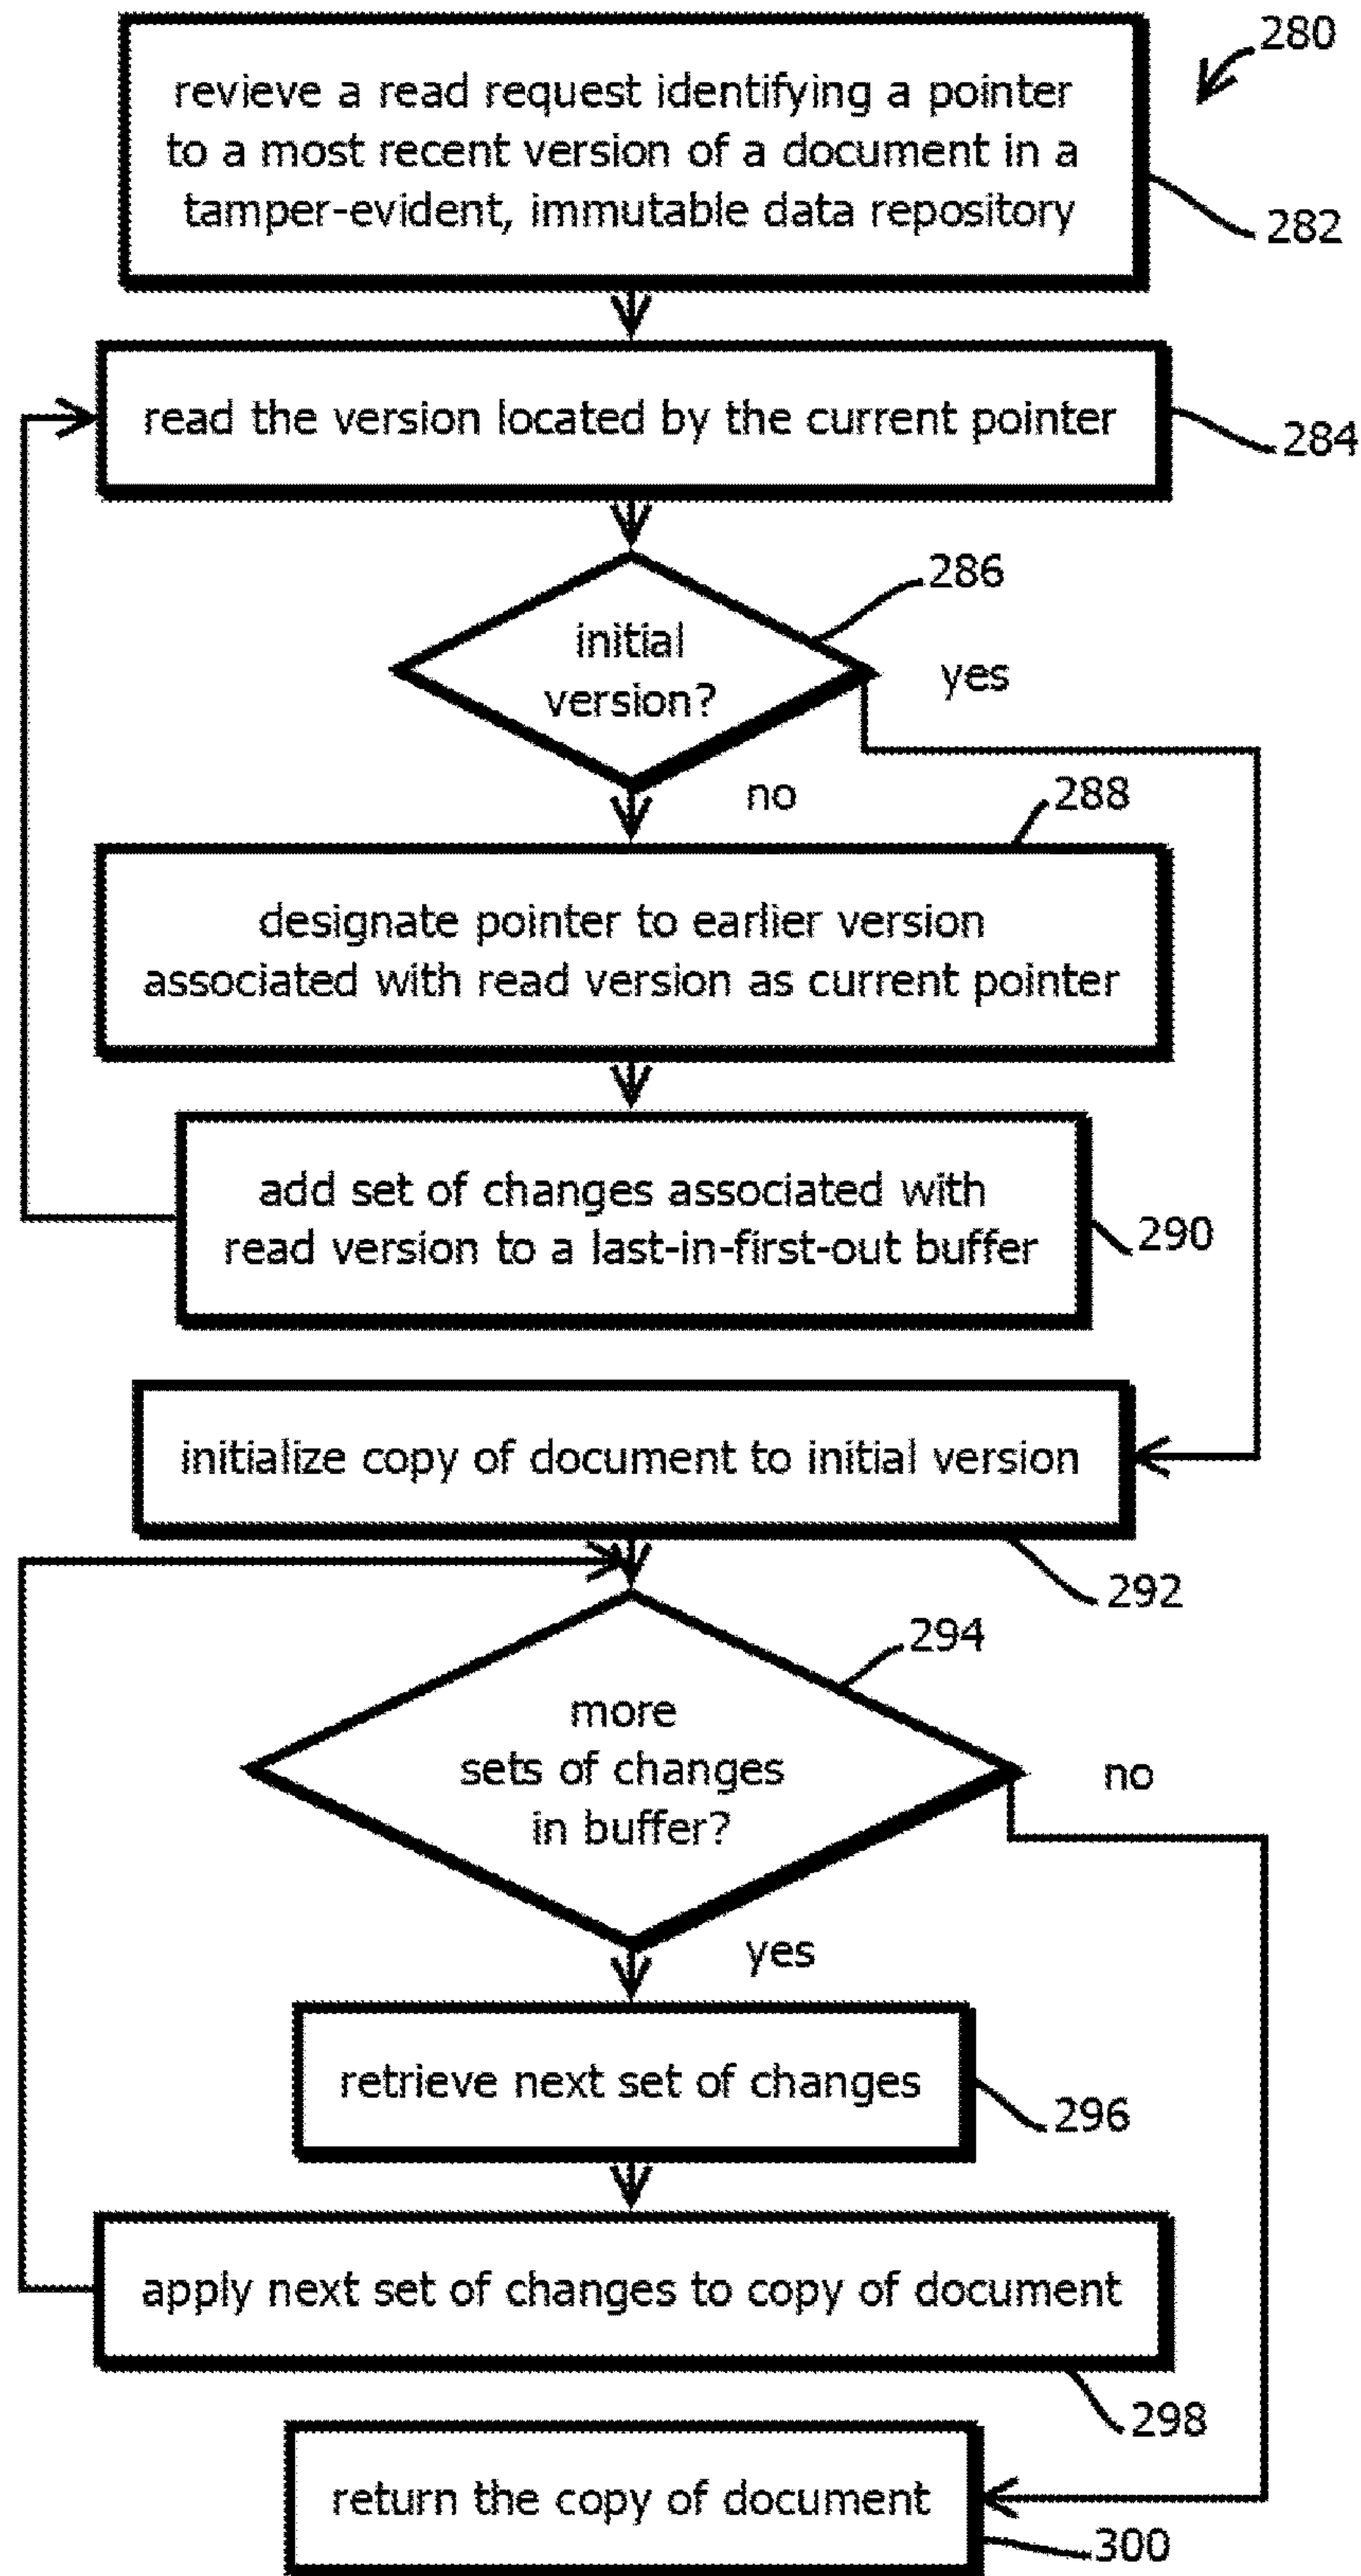 280
revieve a read request identifying a pointer
to a most recent version of a document in a
tamper-evident, immutable data repository
282
read the version located by the current pointer
284
286
initial
version?
yes
no
288
designate pointer to earlier version
associated with read version as current pointer
add set of changes associated with
read version to a last-in-first-out buffer
290
initialize copy of document to initial version
292
294
more
sets of changes
in buffer?
no
yes
retrieve next set of changes
296
apply next set of changes to copy of document
298
return the copy of document
300